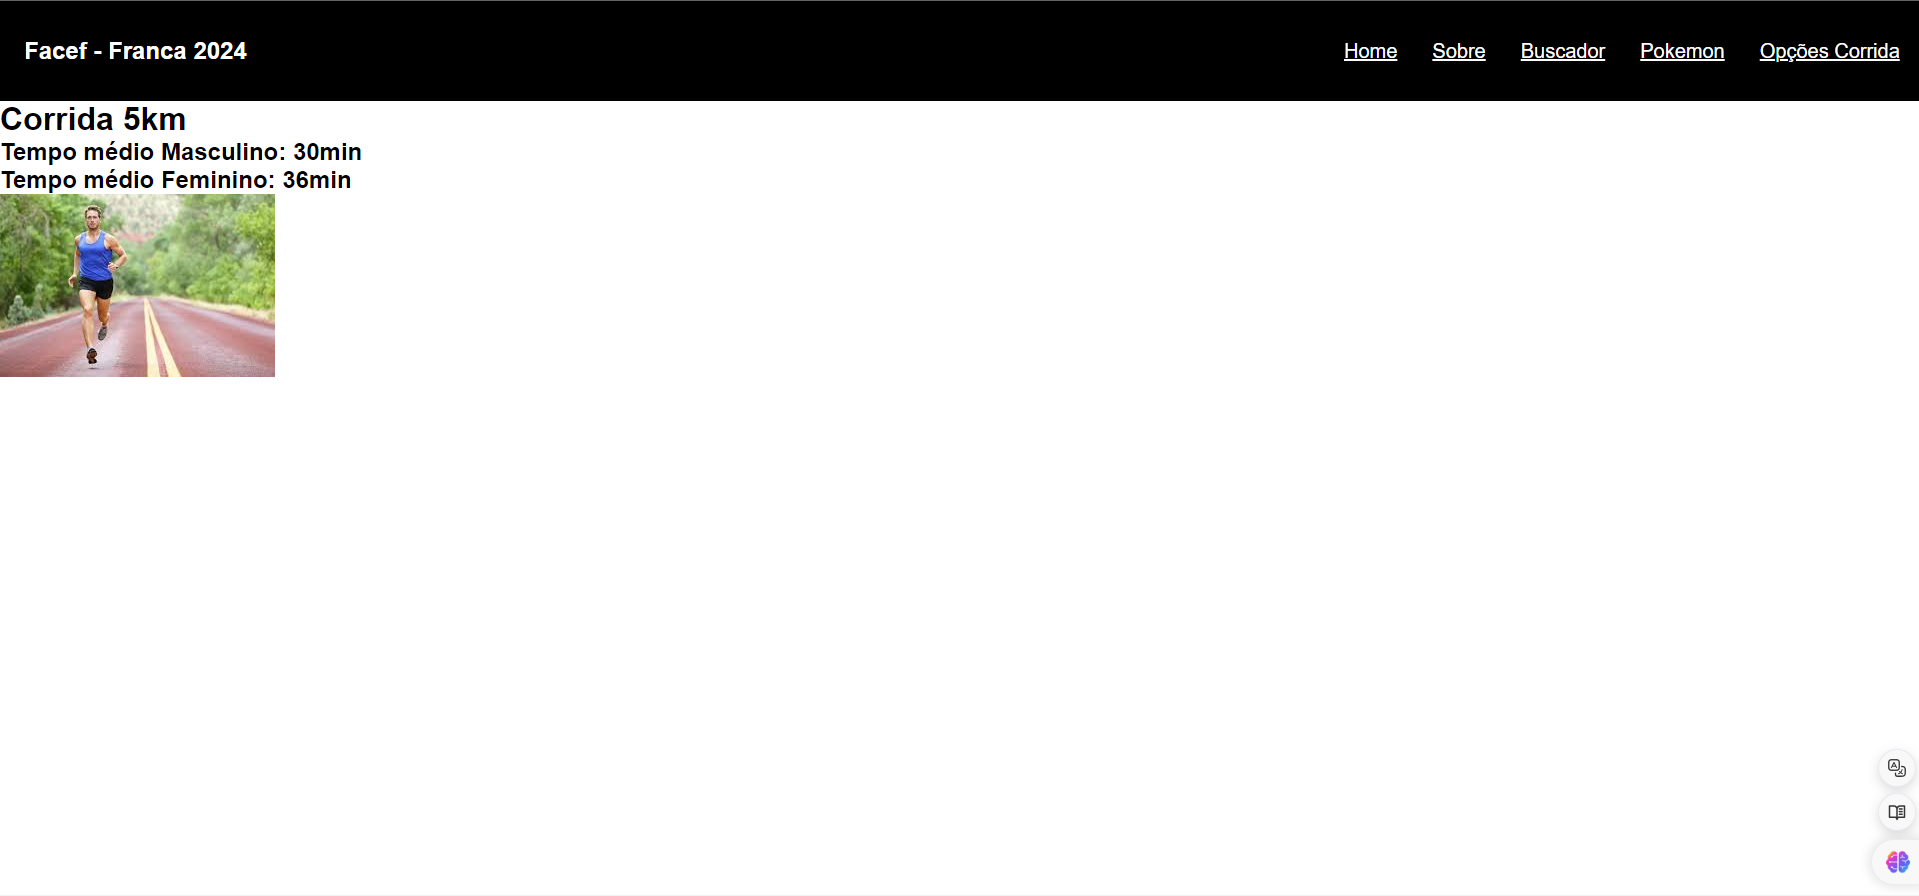 Facef - Franca 2024
Home Sobre Buscador Pokemon Opções Corrida
Corrida 5km
Tempo médio Masculino: 30min
Tempo médio Feminino: 36min